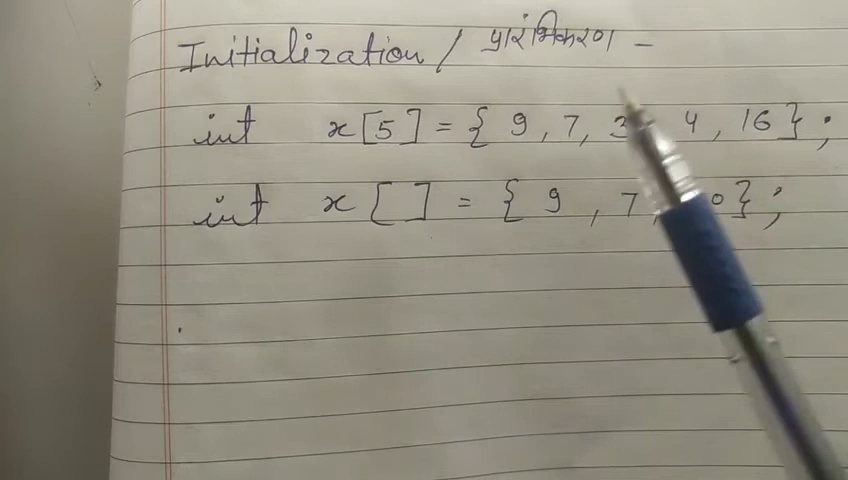 Initialization / प्रारंभिकरण -
int x[5] = { 9, 7, 3, 4, 16 } ;
int x [ ] = { 9 , 7, 0 } ;